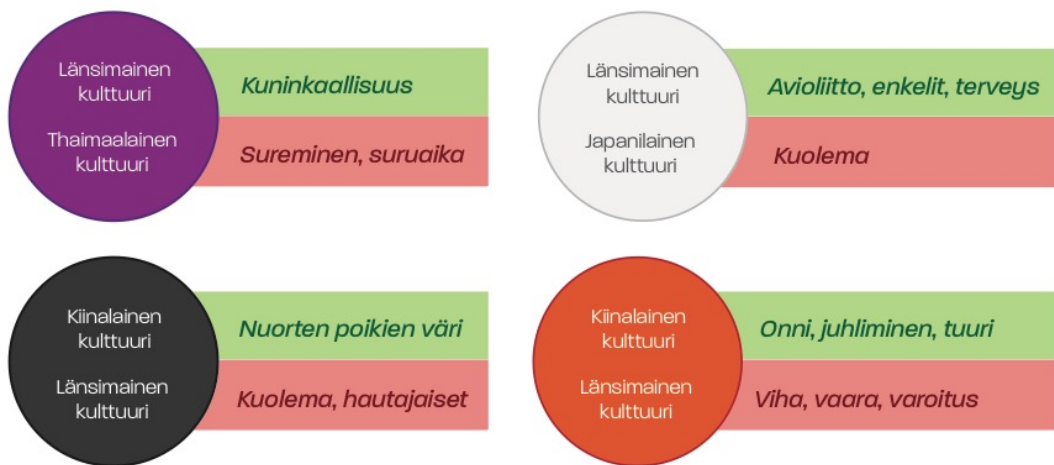 Länsimainen
kulttuuri
Kuninkaallisuus
Thaimaalainen
kulttuuri
Sureminen, suruaika
Länsimainen
kulttuuri
Avioliitto, enkelit, terveys
Japanilainen
kulttuuri
Kuolema
Kiinalainen
kulttuuri
Nuorten poikien väri
Länsimainen
kulttuuri
Kuolema, hautajaiset
Kiinalainen
kulttuuri
Onni, juhliminen, tuuri
Länsimainen
kulttuuri
Viha, vaara, varoitus